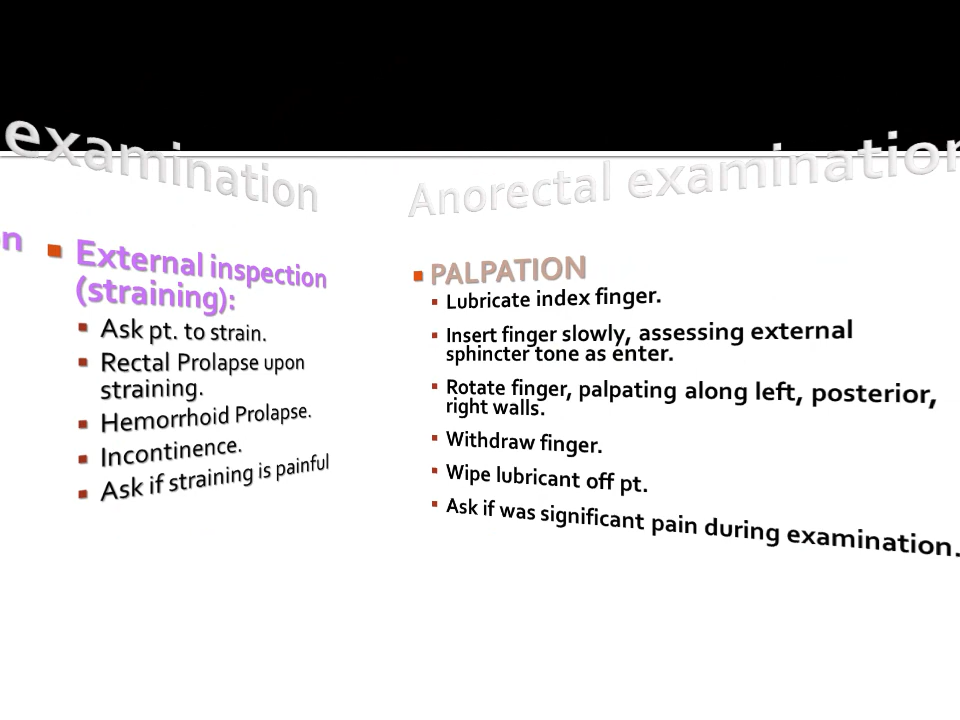 examination
n
External inspection
(straining):
Ask pt. to strain.
Rectal Prolapse upon
straining.
Hemorrhoid Prolapse.
Incontinence.
Ask if straining is painful
Anorectal examination
PALPATION
Lubricate index finger.
Insert finger slowly, assessing external
sphincter tone as enter.
Rotate finger, palpating along left, posterior,
right walls.
Withdraw finger.
Wipe lubricant off pt.
Ask if was significant pain during examination.